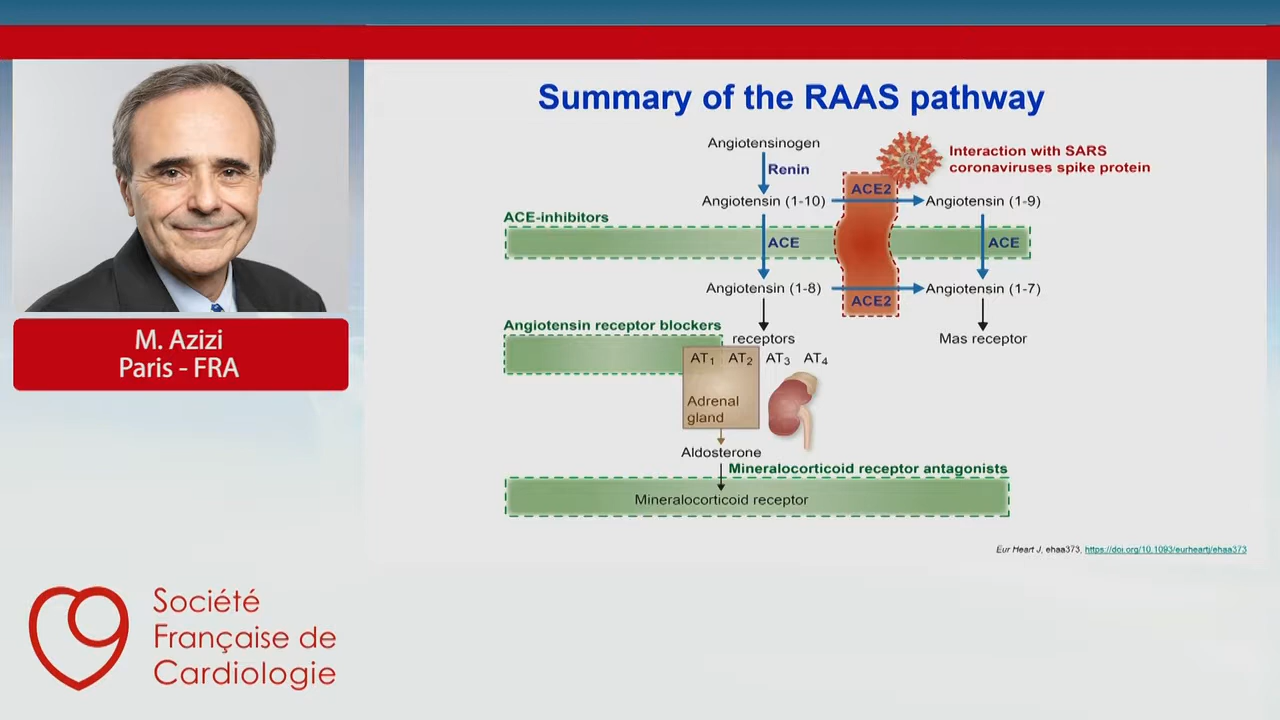 Summary of the RAAS pathway
Angiotensinogen
Renin
Interaction with SARS
coronaviruses spike protein
ACE2
Angiotensin (1-10)
Angiotensin (1-9)
ACE-inhibitors
ACE
ACE
Angiotensin (1-8)
Angiotensin (1-7)
ACE2
Angiotensin receptor blockers
receptors
Mas receptor
AT1 AT2 AT3 AT4
Adrenal
gland
Aldosterone
Mineralocorticoid receptor antagonists
Mineralocorticoid receptor
Eur Heart J, ehaa373, https://doi.org/10.1093/eurheartj/ehaa373
M. Azizi
Paris - FRA
Société
Française de
Cardiologie